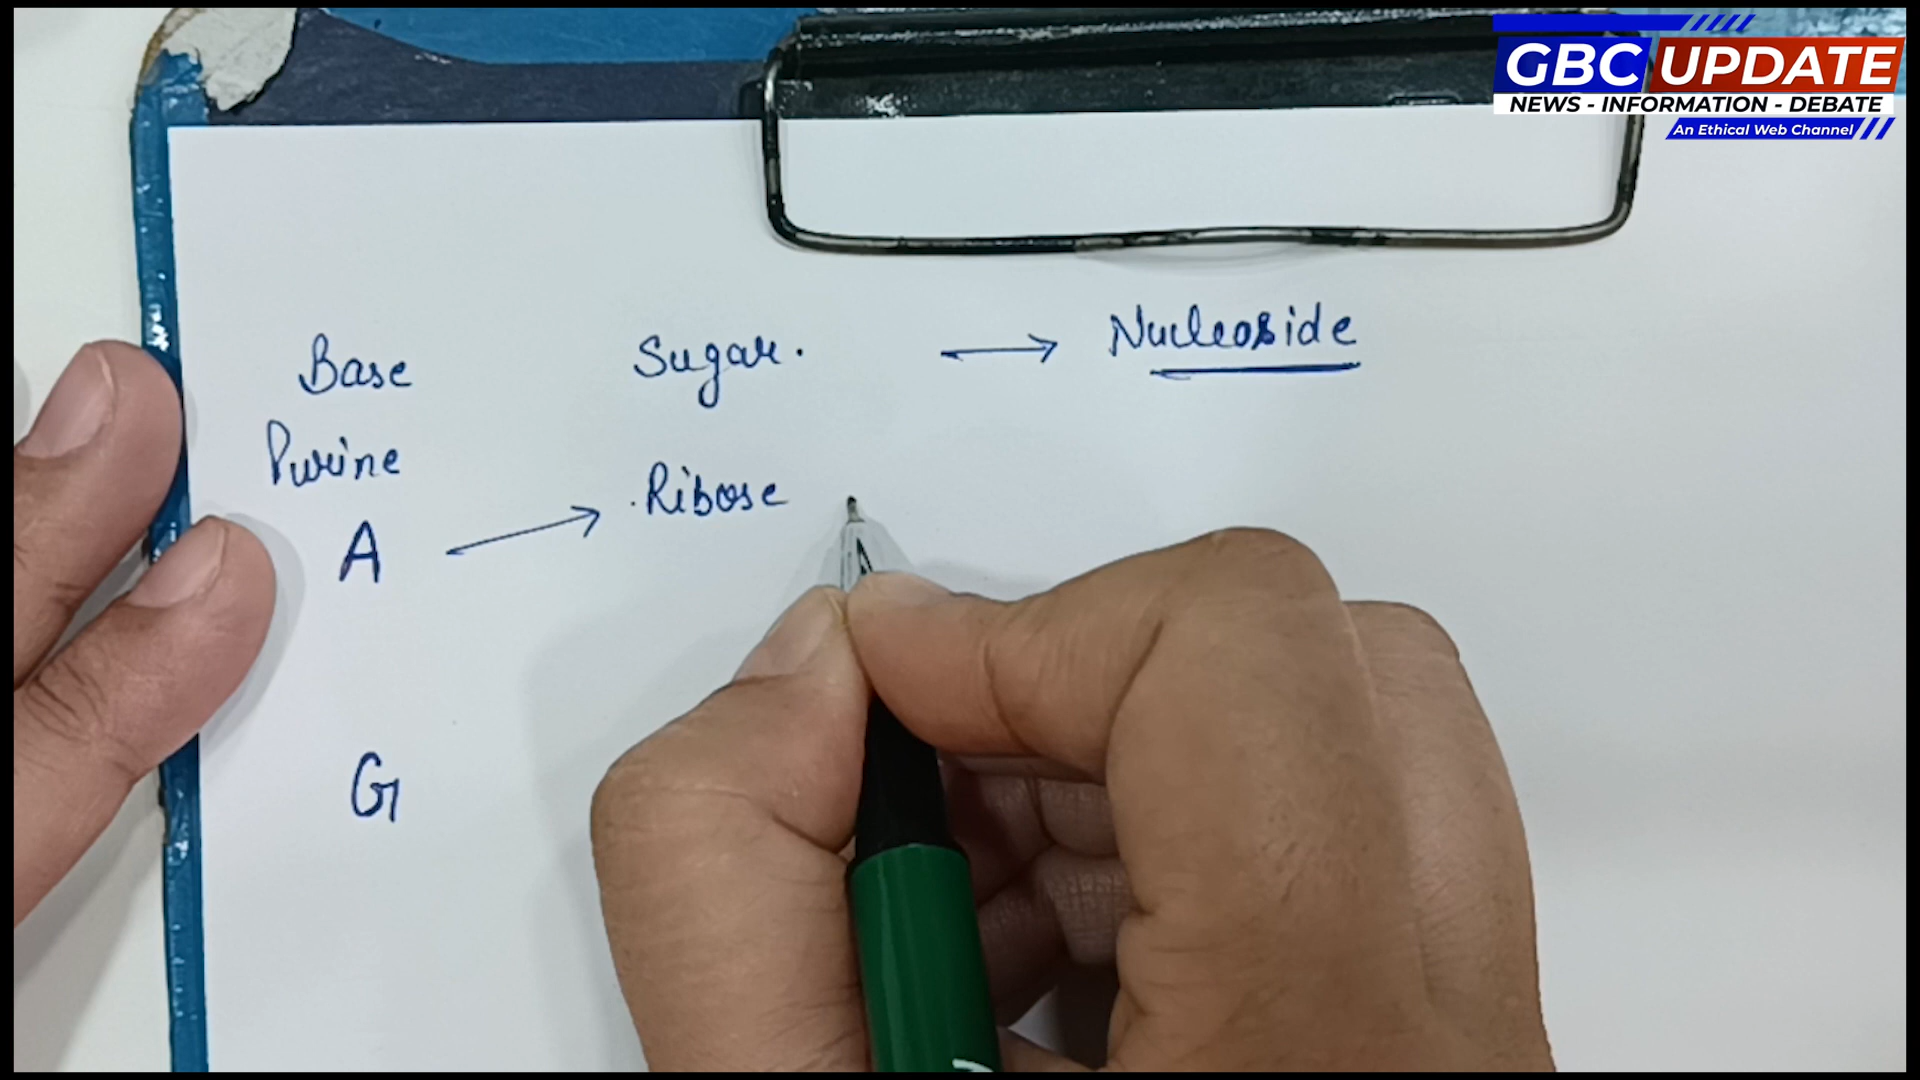 GBC UPDATE
NEWS - INFORMATION - DEBATE
An Ethical Web Channel
Base Sugar. → Nucleoside
Purine
A → Ribose
G